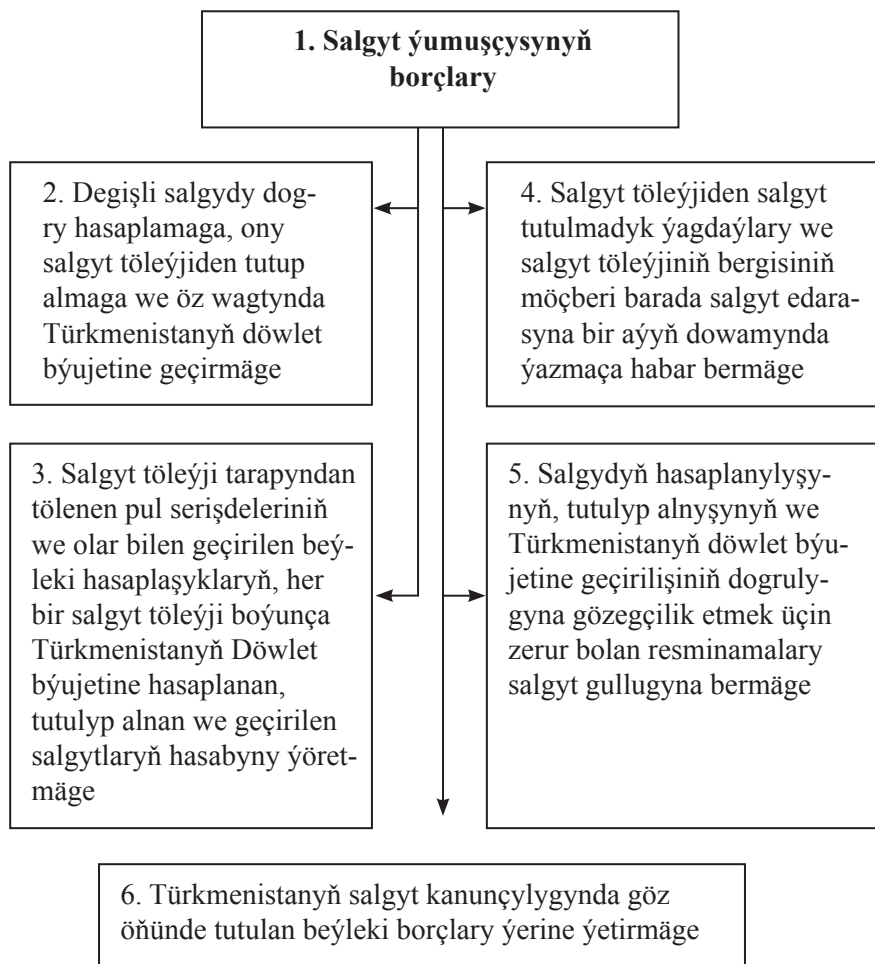 1. Salgyt ýumuşçysynyň
borçlary
2. Degişli salgydy dog-
ry hasaplamaga, ony
salgyt töleýjiden tutup
almaga we öz wagtynda
Türkmenistanyň döwlet
býujetine geçirmäge
3. Salgyt töleýji tarapyndan
tölenen pul serişdeleriniň
we olar bilen geçirilen beý-
leki hasaplaşyklaryň, her
bir salgyt töleýji boýunça
Türkmenistanyň Döwlet
býujetine hasaplanan,
tutulyp alnan we geçirilen
salgytlaryň hasabyny ýöret-
mäge
4. Salgyt töleýjiden salgyt
tutulmadyk ýagdaýlary we
salgyt töleýjiniň bergisiniň
möçberi barada salgyt edara-
syna bir aýyň dowamynda
ýazmaça habar bermäge
5. Salgydyň hasaplanylyşy-
nyň, tutulyp alnyşynyň we
Türkmenistanyň döwlet býu-
jetine geçirilişiniň dogruly-
gyna gözegçilik etmek üçin
zerur bolan resminamalary
salgyt gullugyna bermäge
6. Türkmenistanyň salgyt kanunçylygynda göz
öňünde tutulan beýleki borçlary ýerine ýetirmäge